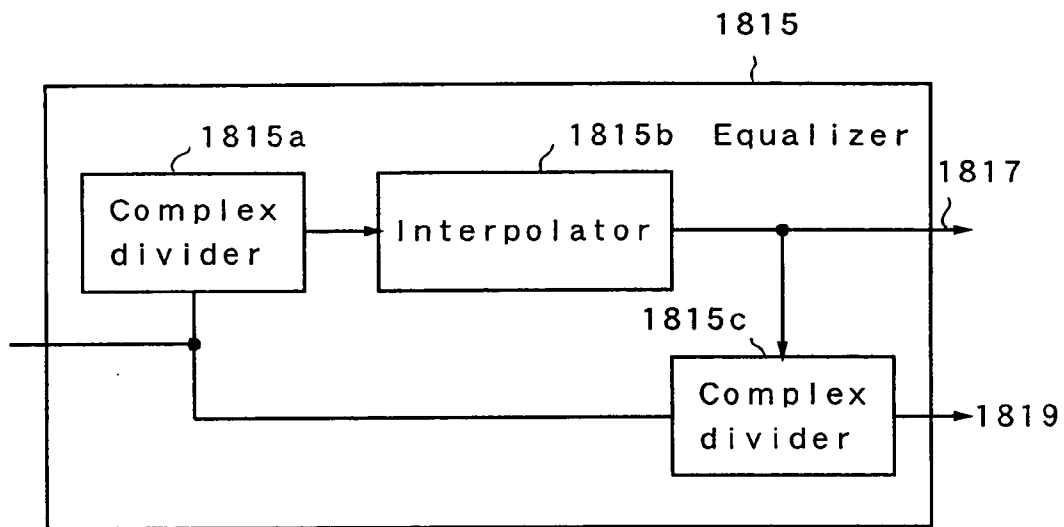 1815
1815a
1815b
Equalizer
1817
Complex
divider
Interpolator
1815c
Complex
divider
1819